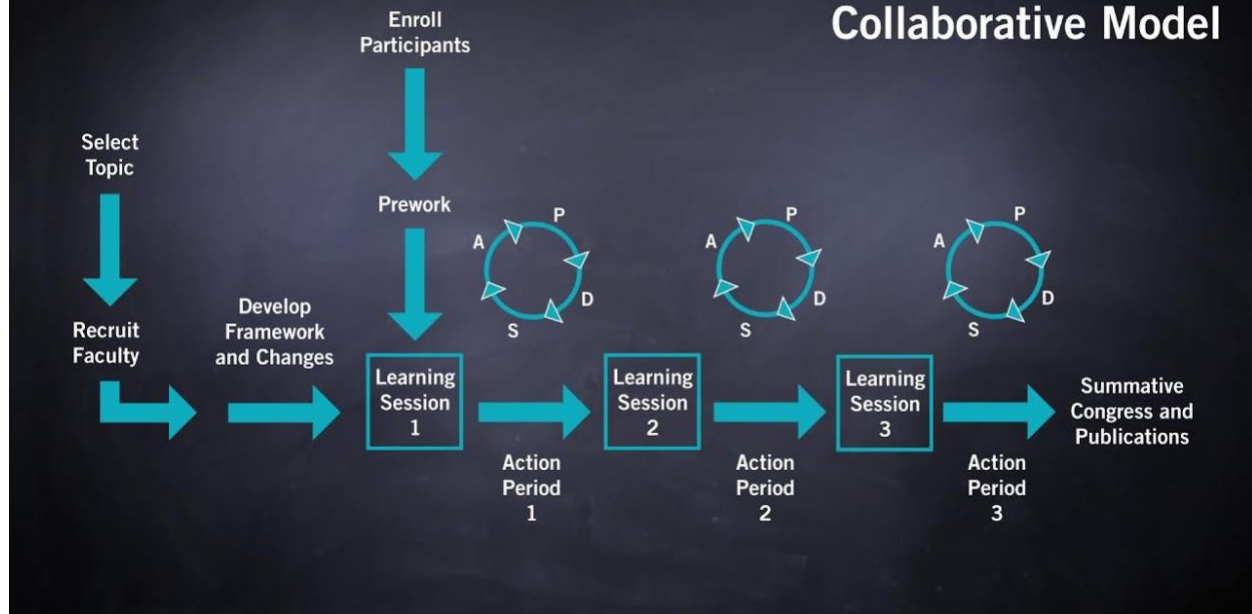 Collaborative Model
Enroll
Participants
Select
Topic
Prework
Recruit
Faculty
Develop
Framework
and Changes
P
A
D
S
P
A
D
S
P
A
D
S
Learning
Session
1
Learning
Session
2
Learning
Session
3
Summative
Congress and
Publications
Action
Period
1
Action
Period
2
Action
Period
3